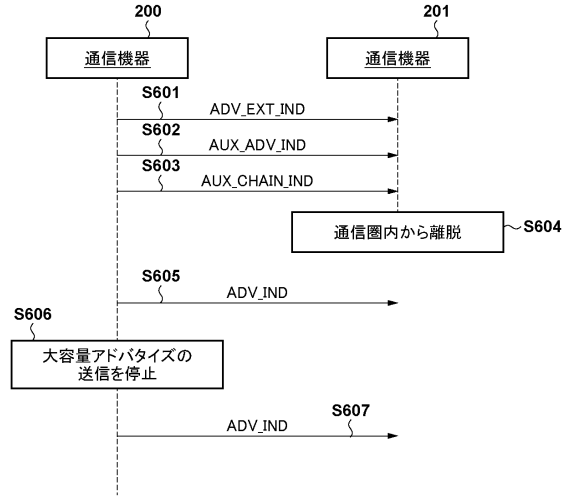 200
201
通信機器
通信機器
S601
ADV_EXT_IND
S602
AUX_ADV_IND
S603
AUX_CHAIN_IND
通信圏内から離脱
S604
S605
ADV_IND
S606
大容量アドバタイズの
送信を停止
S607
ADV_IND